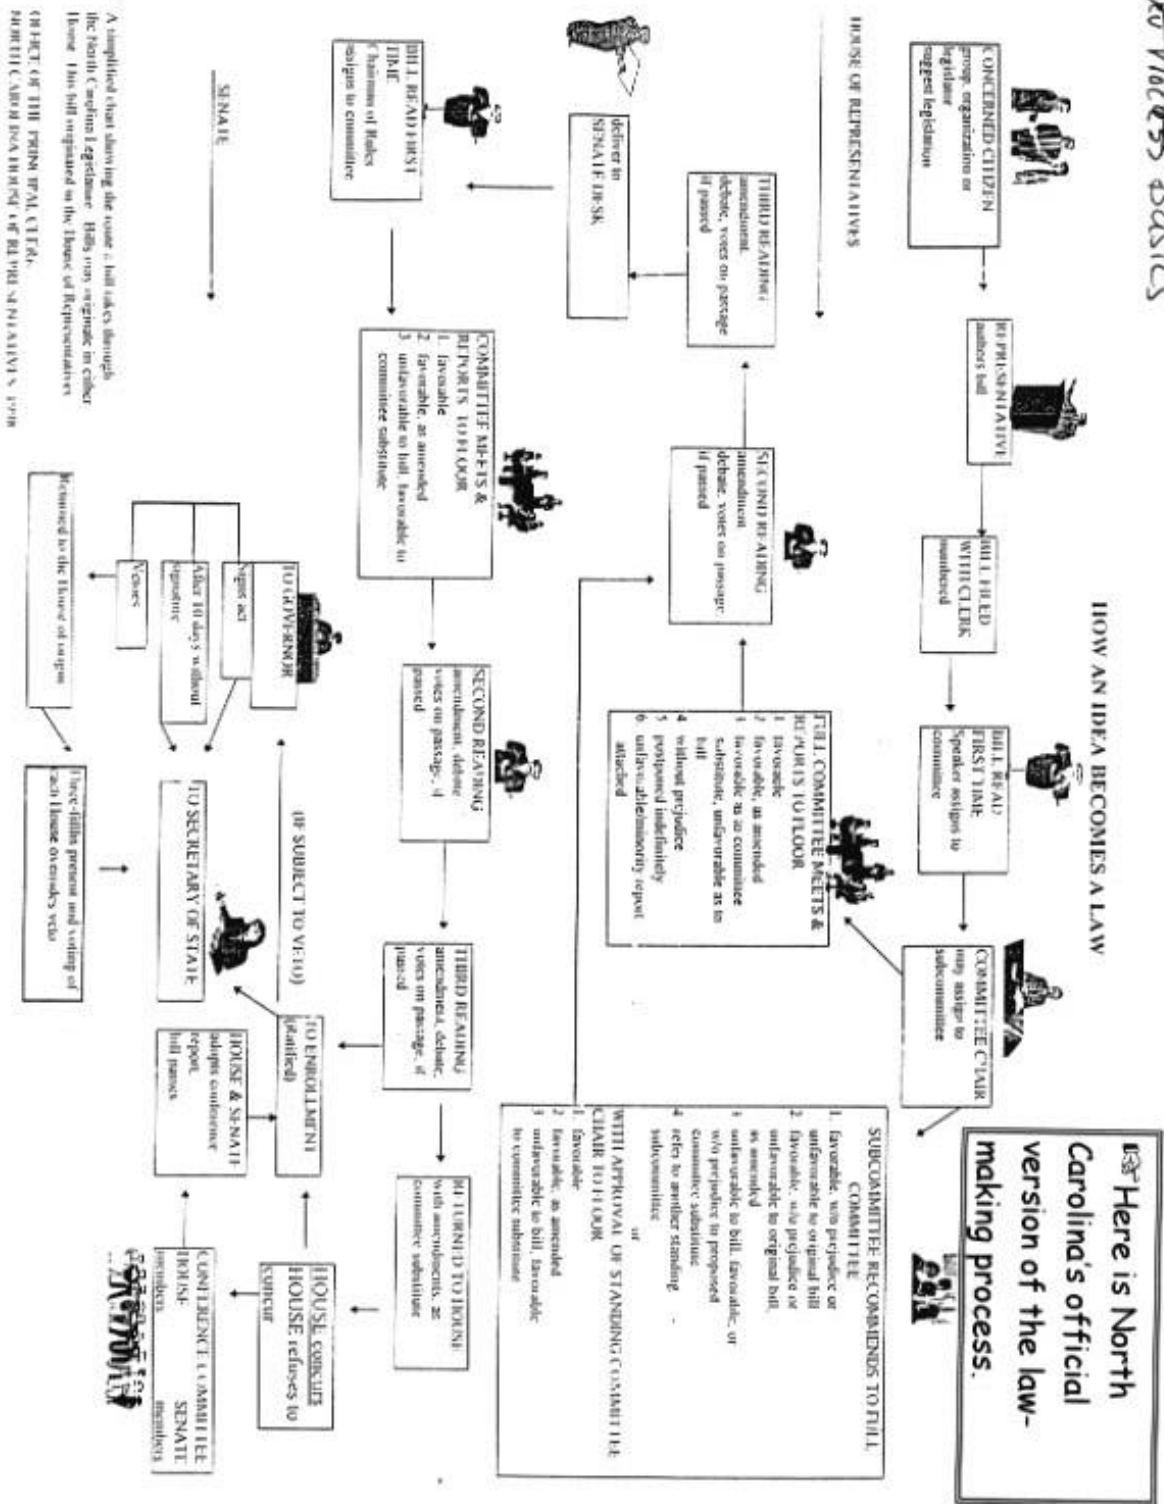 Process Basics
HOW AN IDEA BECOMES A LAW
☞Here is North
Carolina's official
version of the law-
making process.
CONCERNED CITIZEN
group, organization or
legislator
suggest legislation
REPRESENTATIVE
authors bill
BILL FILED
WITH CLERK
numbered
BILL READ
FIRST TIME
Speaker assigns to
committee
COMMITTEE CHAIR
may assign to
subcommittee
HOUSE OF REPRESENTATIVES
SUBCOMMITTEE RECOMMENDS TO FULL
COMMITTEE
1. favorable, w/o prejudice or
unfavorable to original bill
2 favorable, w/o prejudice or
unfavorable to original bill,
as amended
3 unfavorable to bill, favorable, or
w/o prejudice to proposed
committee substitute
4 refer to another standing
subcommittee
or
WITH APPROVAL OF STANDING COMMITTEE
CHAIR TO FLOOR
1 favorable
2 favorable, as amended
3 unfavorable to bill, favorable
to committee substitute
FULL COMMITTEE MEETS &
REPORTS TO FLOOR
1 favorable
2 favorable, as amended
3 favorable as to committee
substitute, unfavorable as to
bill
4 without prejudice
5 postponed indefinitely
6 unfavorable/minority report
attached
SECOND READING
amendment
debate, votes on passage,
if passed
THIRD READING
amendment,
debate, votes on passage
if passed
deliver to
SENATE DESK
BILL READ FIRST
TIME
Chairman of Rules
assigns to committee
COMMITTEE MEETS &
REPORTS TO FLOOR
1 favorable
2 favorable, as amended
3 unfavorable to bill, favorable to
committee substitute
SECOND READING
amendment, debate
votes on passage, if
passed
THIRD READING
amendment, debate,
votes on passage, if
passed
RETURNED TO HOUSE
with amendments, as
committee substitute
HOUSE concurs
HOUSE refuses to
concur
CONFERENCE COMMITTEE
HOUSE SENATE
members members
HOUSE & SENATE
adopts conference
report,
bill passes
TO ENROLLMENT
(ratified)
(IF SUBJECT TO VETO)
TO GOVERNOR
Signs act
After 10 days without
signature
Vetoes
TO SECRETARY OF STATE
Returned to the House of origin
Three-fifths present and voting of
each House overrides veto
SENATE
A simplified chart showing the route a bill takes through
the North Carolina Legislature. Bills may originate in either
House. This bill originated in the House of Representatives
OFFICE OF THE PRINCIPAL CLERK
NORTH CAROLINA HOUSE OF REPRESENTATIVES 1998